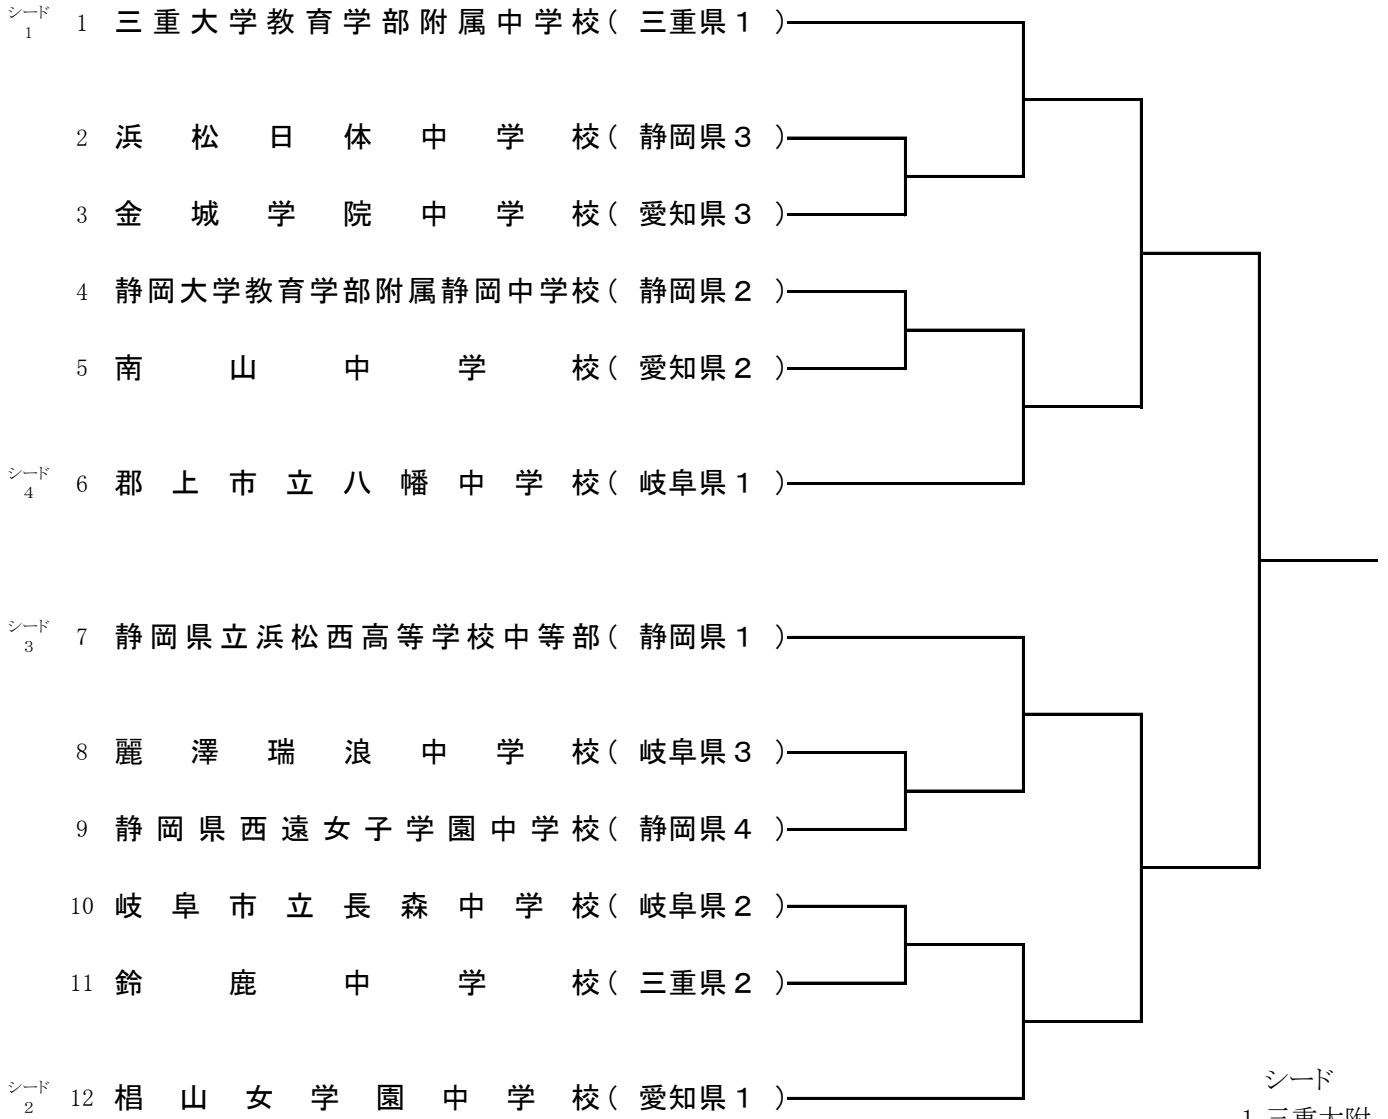 シード1 1 三重大学教育学部附属中学校( 三重県1 )
2 浜松日体中学校( 静岡県3 )
3 金城学院中学校( 愛知県3 )
4 静岡大学教育学部附属静岡中学校( 静岡県2 )
5 南山中学校( 愛知県2 )
シード4 6 郡上市立八幡中学校( 岐阜県1 )
シード3 7 静岡県立浜松西高等学校中等部( 静岡県1 )
8 麗澤瑞浪中学校( 岐阜県3 )
9 静岡県西遠女子学園中学校( 静岡県4 )
10 岐阜市立長森中学校( 岐阜県2 )
11 鈴鹿中学校( 三重県2 )
シード2 12 椙山女学園中学校( 愛知県1 )
シード
1 三重大附